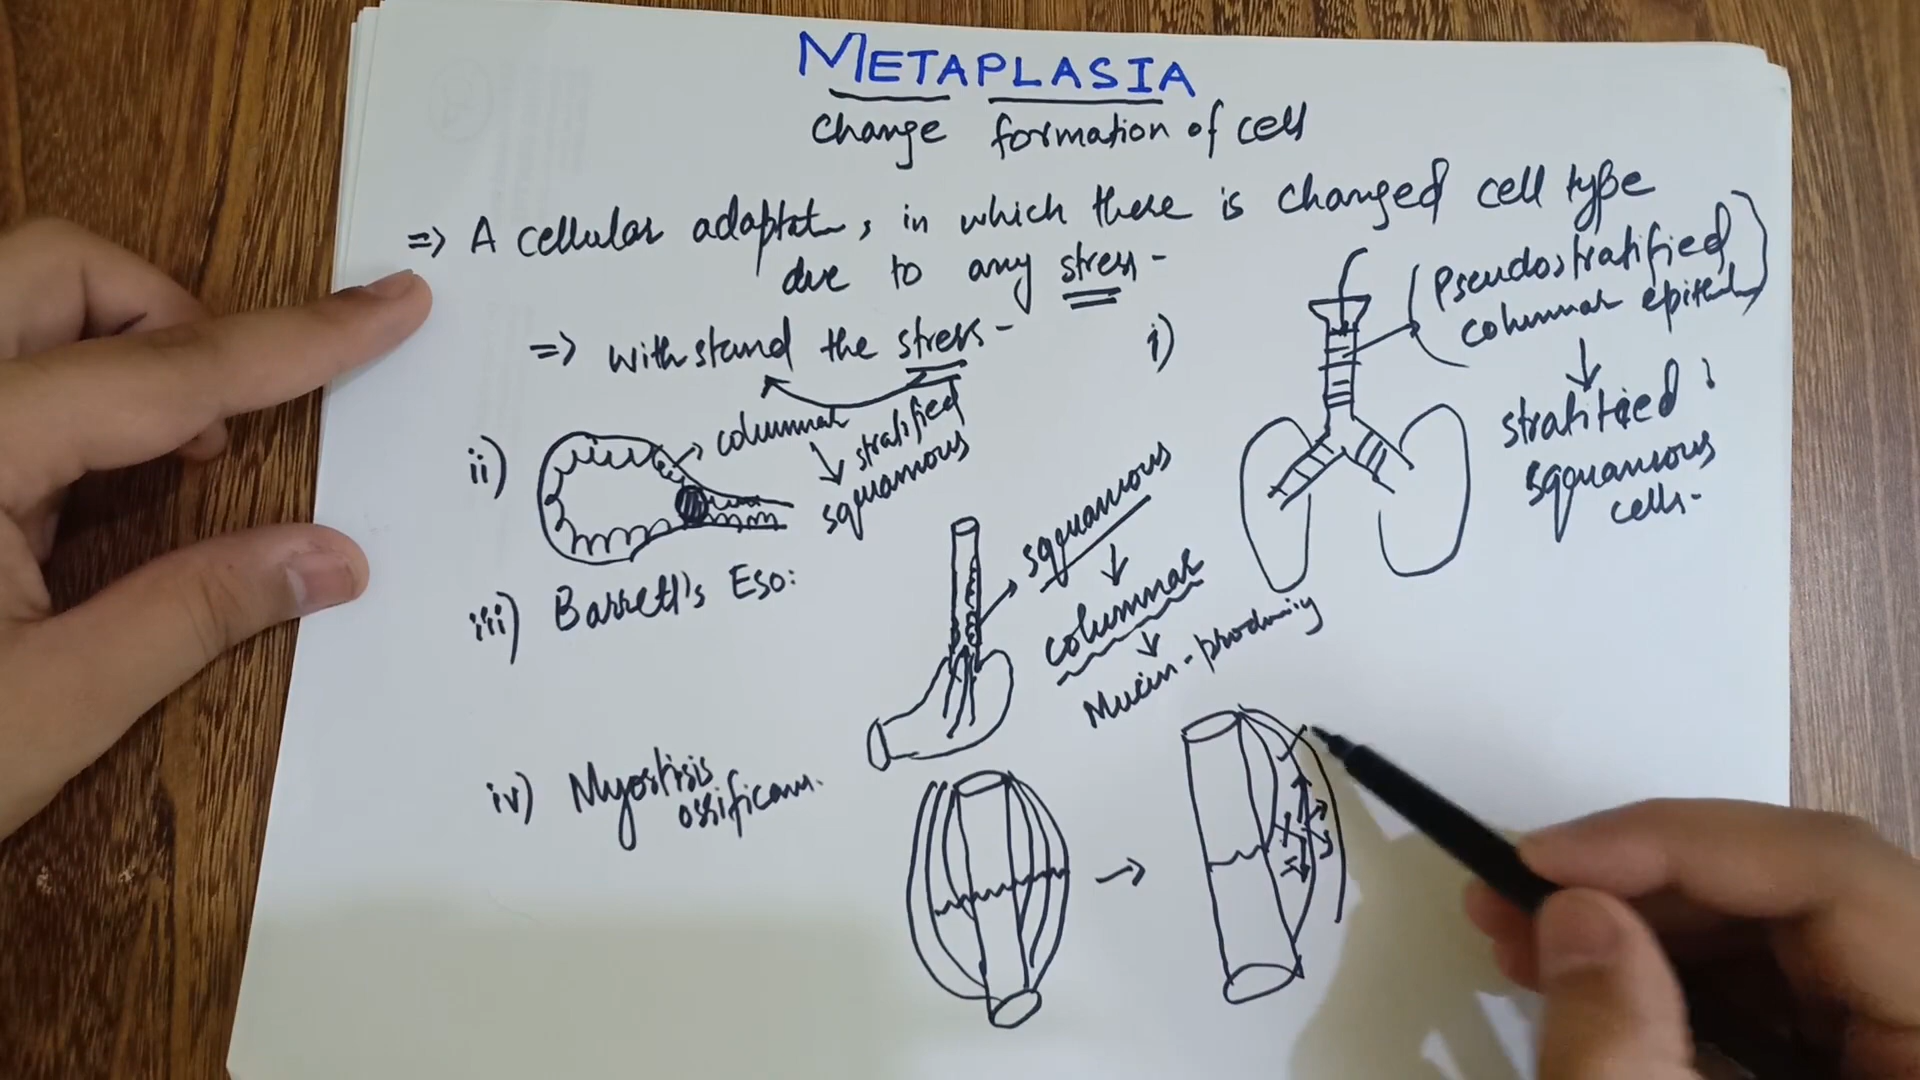 METAPLASIA
change formation of cell
=> A cellular adaptat, in which there is changed cell type
due to any stress -
=> withstand the stress -
i)
(Pseudostratified
columnar epithel)
↓
stratified
squamous
cells -
ii)
→ columnar
↓
stratified
squamous
iii) Barrett's Eso:
→ squamous
↓
columnar
↓
Mucin - producing
iv) Myostisis
ossificans.
→